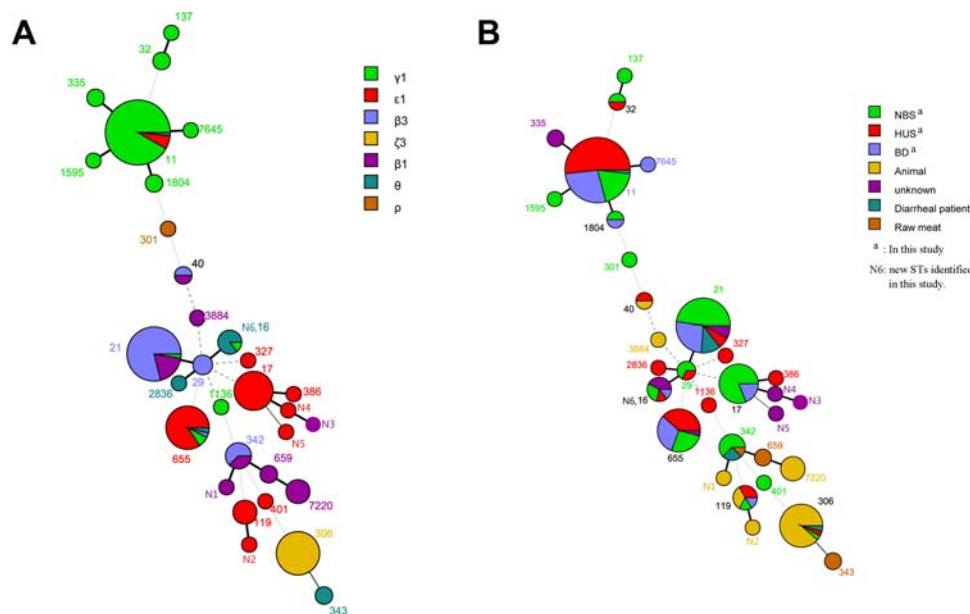 A
137
32
335
7645
11
1595
1804
301
40
3884
21
N6,16
327
17
29
2836
1136
386
N4
N3
N5
655
342
659
N1
7220
401
119
306
N2
343
γ1
ε1
β3
ζ3
β1
θ
ρ
B
137
32
335
7645
11
1595
1804
301
40
21
3884
327
2836
29
1136
386
N4
N3
N6,16
17
N5
655
342
659
7220
N1
401
119
306
N2
343
NBS a
HUS a
BD a
Animal
unknown
Diarrheal patient
Raw meat
a : In this study
N6: new STs identified
in this study.